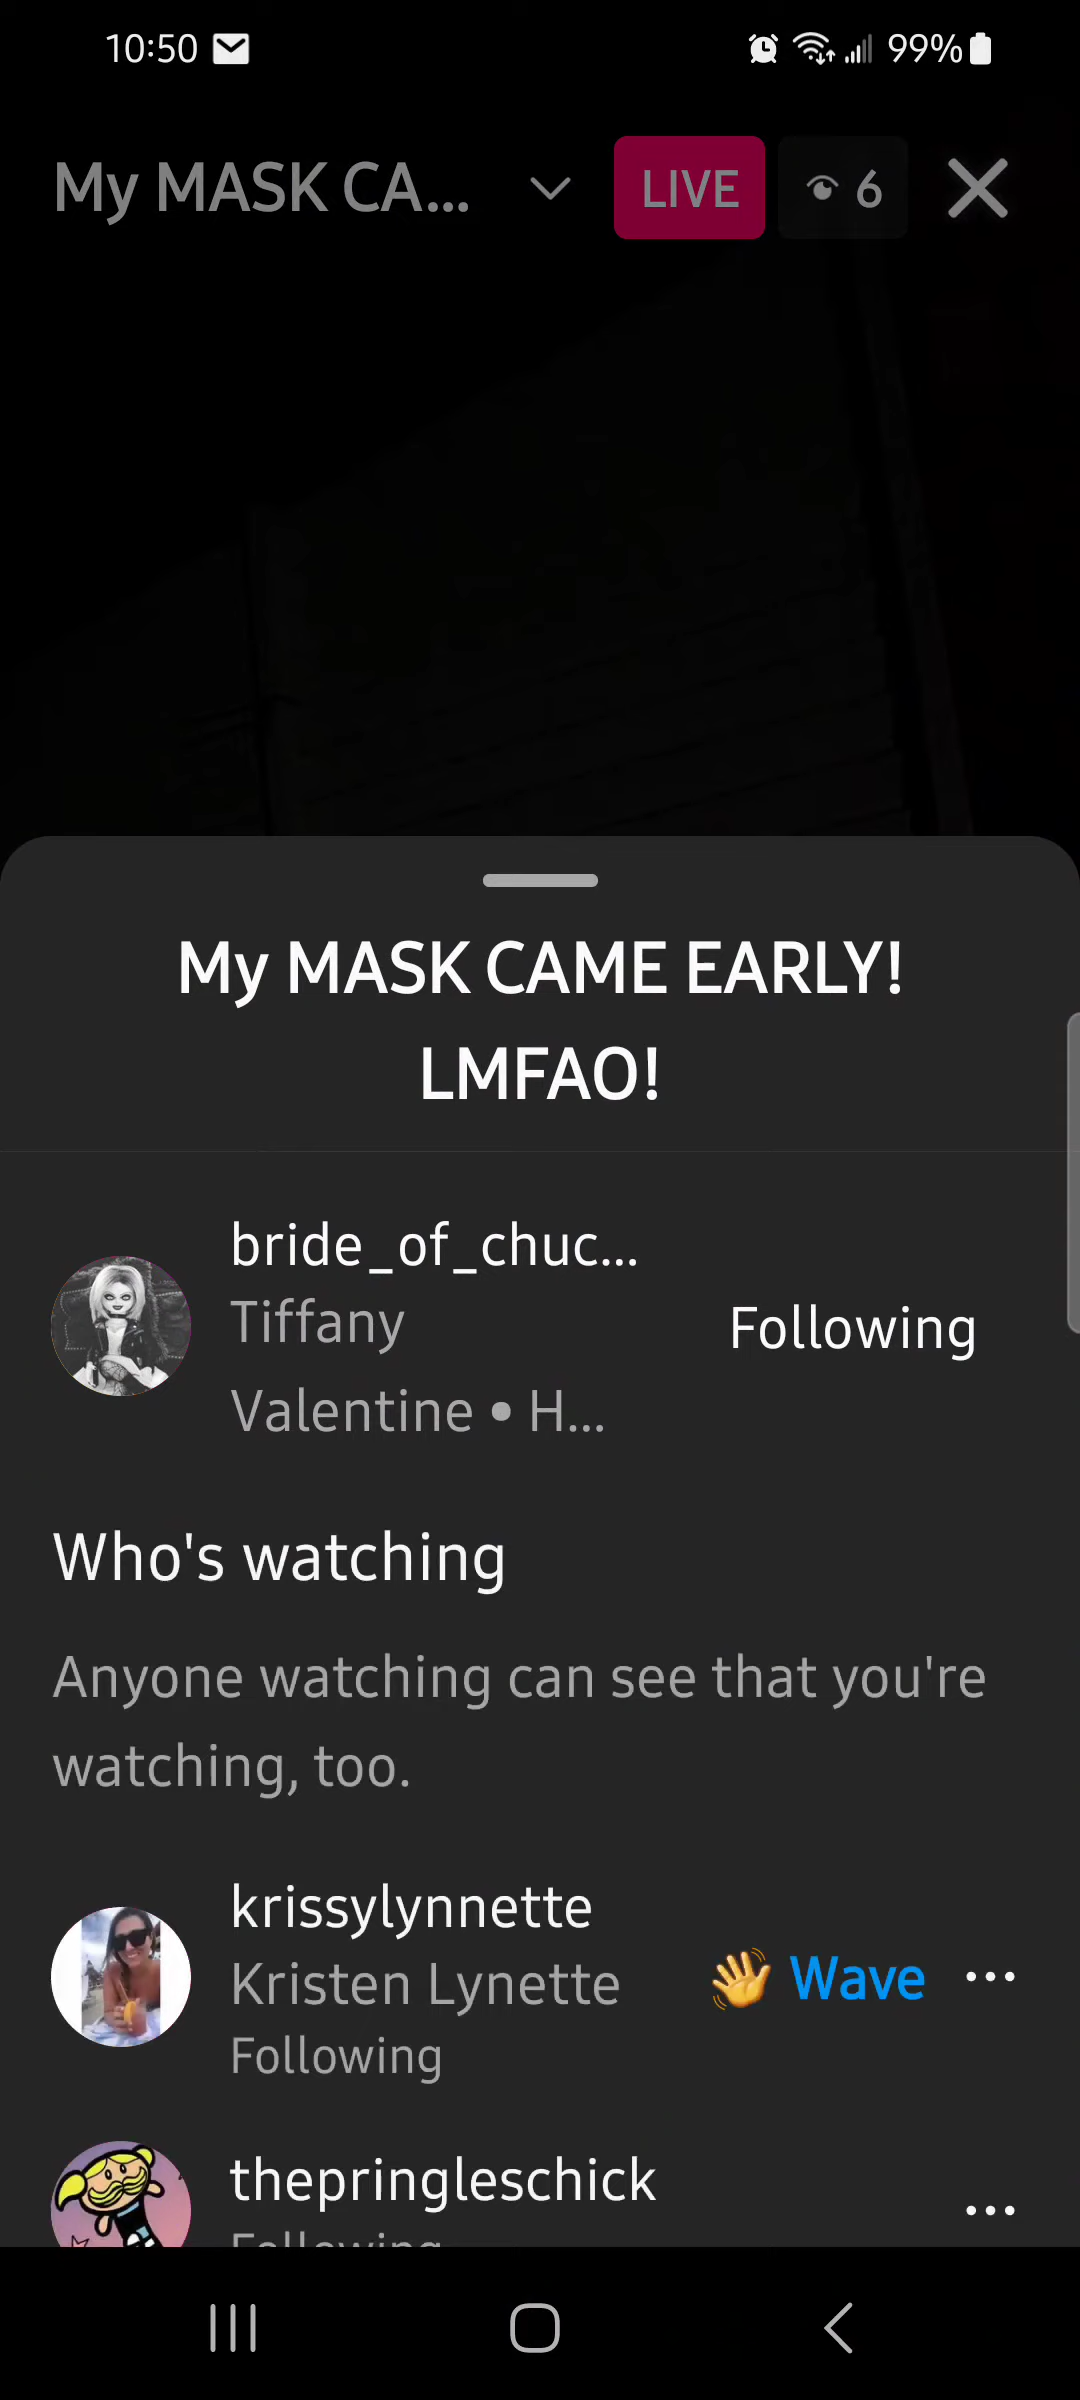 10:50 99%
My MASK CA... LIVE 6
My MASK CAME EARLY!
LMFAO!
bride_of_chuc...
Tiffany
Valentine • H...
Following
Who's watching
Anyone watching can see that you're
watching, too.
krissylynnette
Kristen Lynette
Following
👋 Wave
thepringleschick
Following